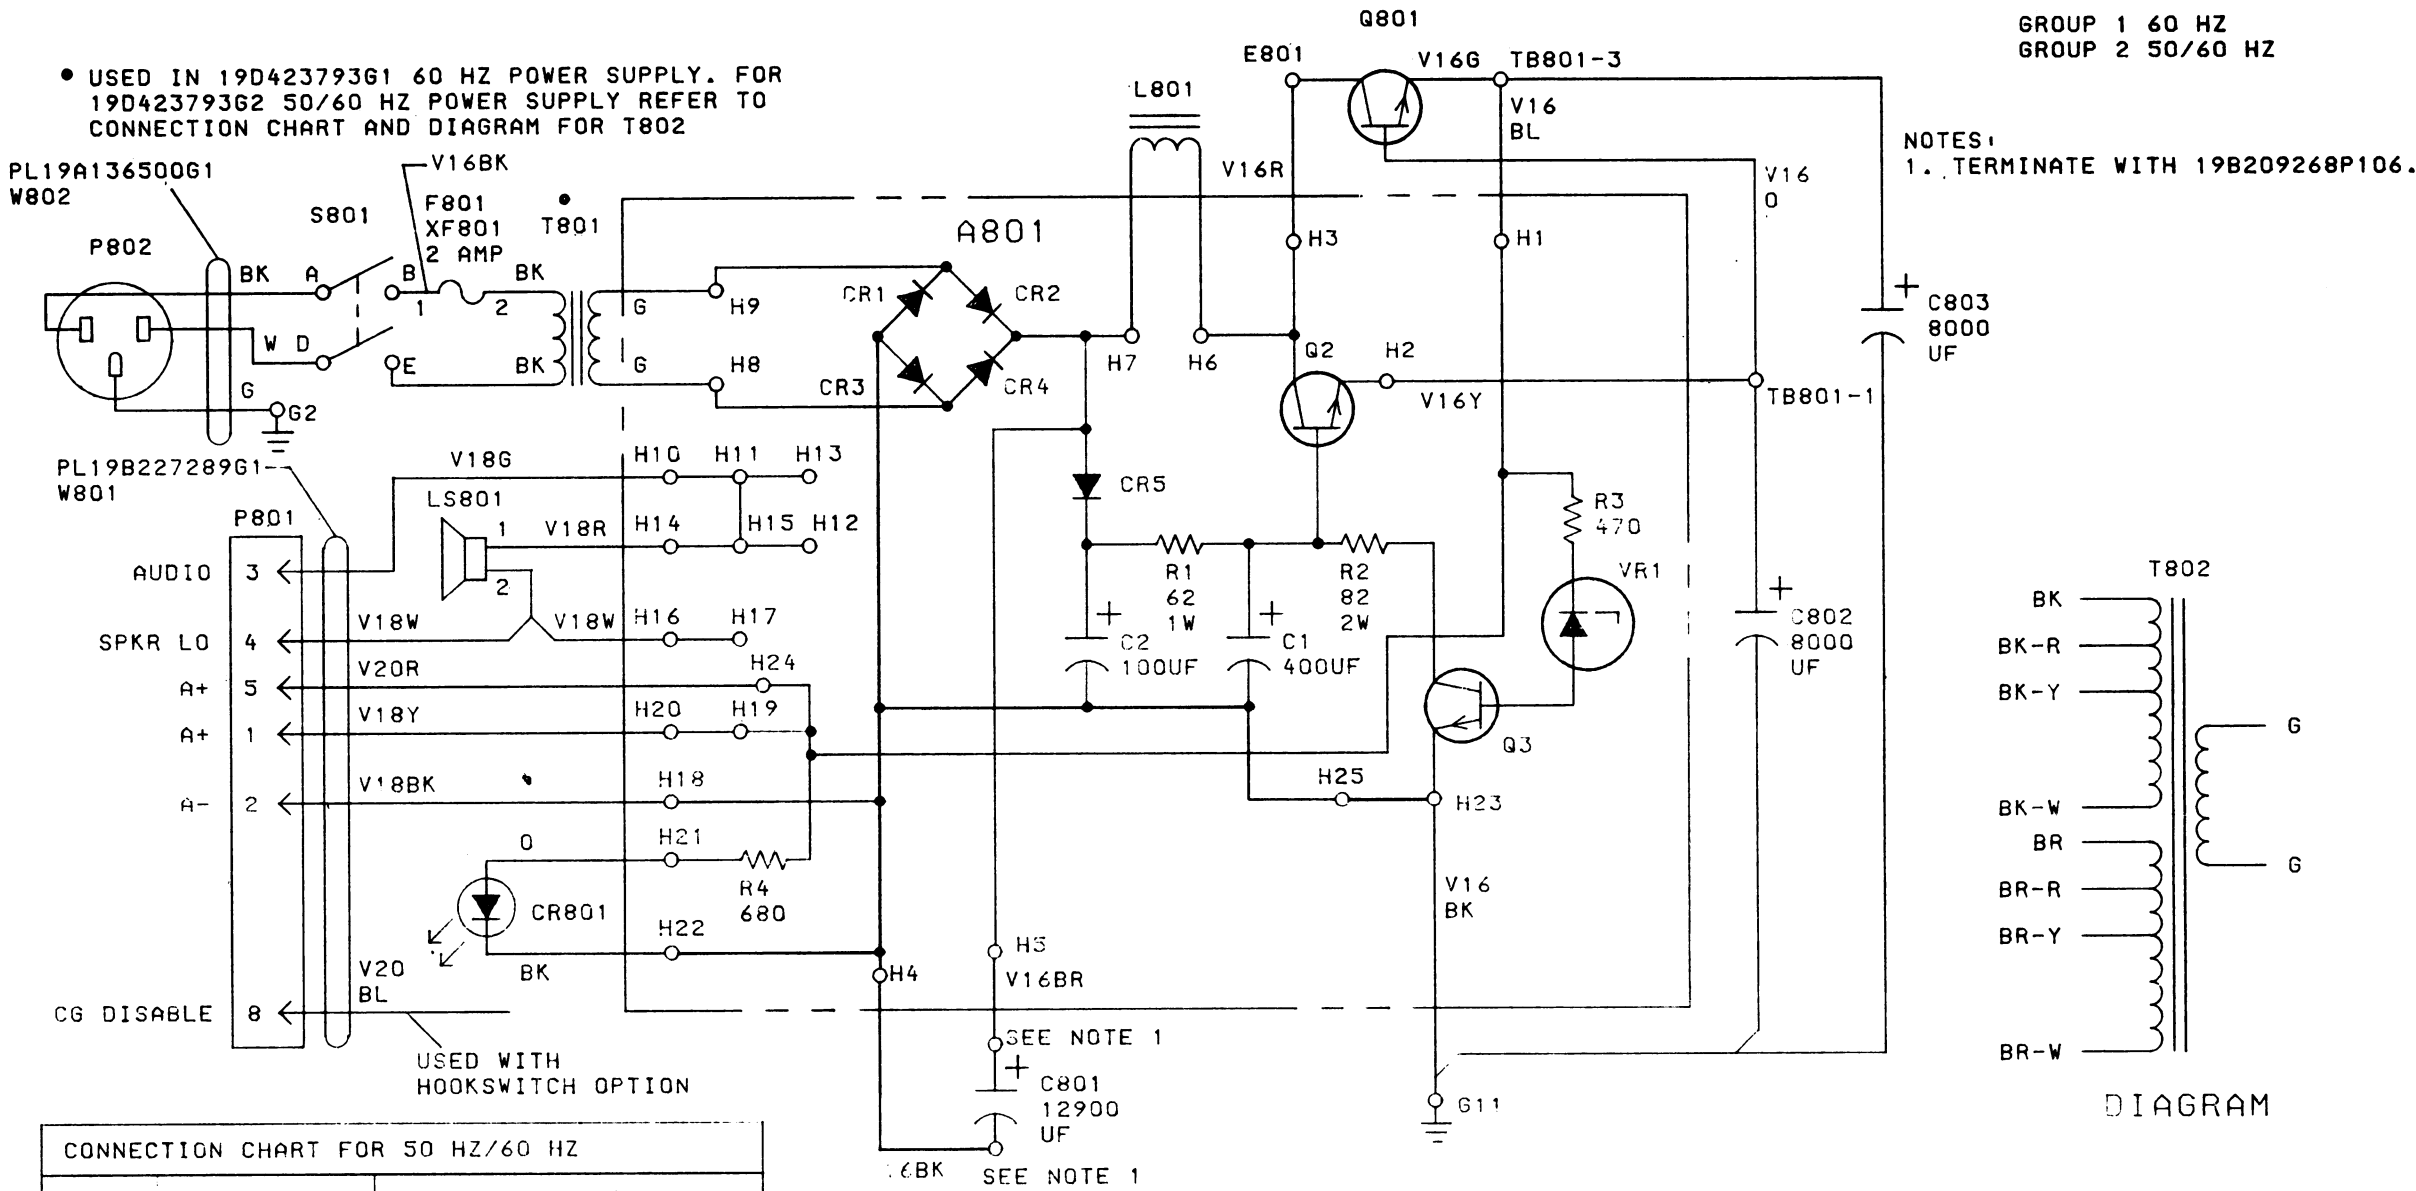 GROUP 1 60 HZ
GROUP 2 50/60 HZ
● USED IN 19D423793G1 60 HZ POWER SUPPLY. FOR
19D423793G2 50/60 HZ POWER SUPPLY REFER TO
CONNECTION CHART AND DIAGRAM FOR T802
NOTES:
1. TERMINATE WITH 19B209268P106.
Q801
E801
V16G
TB801-3
V16
BL
L801
V16R
V16
O
PL19A136500G1
W802
V16BK
S801
F801
XF801
2 AMP
T801
A801
P802
BK
A
B
1
2
BK
G
H9
CR1
CR2
H3
H1
C803
8000
UF
W
D
E
BK
G
H8
CR3
CR4
H7
H6
Q2
H2
V16Y
TB801-1
G
G2
PL19B227289G1
W801
V18G
H10
H11
H13
CR5
R3
470
LS801
1
V18R
H14
H15
H12
2
P801
AUDIO
3
R1
62
1W
R2
82
2W
VR1
T802
SPKR LO
4
V18W
V18W
H16
H17
C2
100UF
C1
400UF
C802
8000
UF
A+
5
V20R
H24
A+
1
V18Y
H20
H19
Q3
A-
2
V18BK
H18
H25
H23
O
H21
R4
680
CR801
V16
BK
H22
BK
H4
H5
V16BR
V20
BL
CG DISABLE
8
USED WITH
HOOKSWITCH OPTION
SEE NOTE 1
C801
12900
UF
G11
16BK
SEE NOTE 1
BK
BK-R
BK-Y
BK-W
BR
BR-R
BR-Y
BR-W
G
G
DIAGRAM
CONNECTION CHART FOR 50 HZ/60 HZ